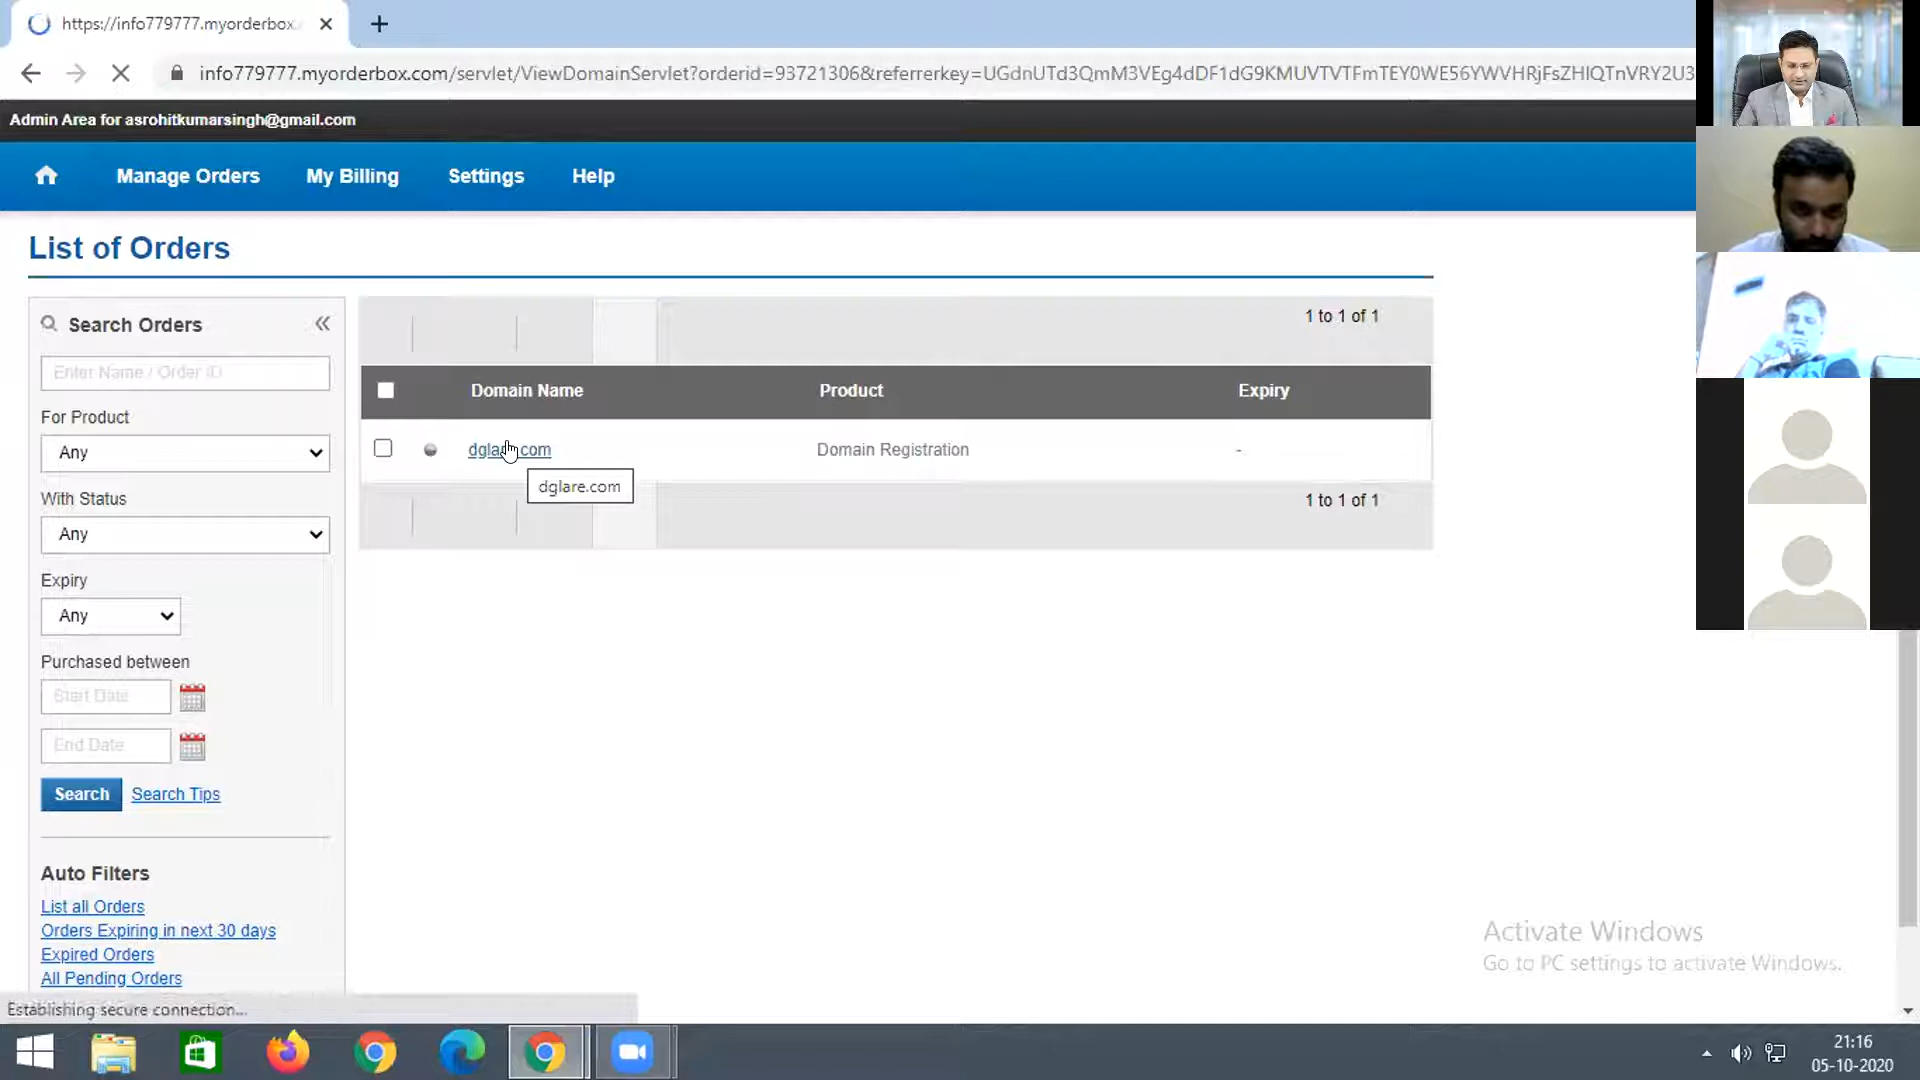 https://info779777.myorderbox.
info779777.myorderbox.com/servlet/ViewDomainServlet?orderid=93721306&referrerkey=UGdnUTd3QmM3VEg4dDF1dG9KMUVTVTFmTEY0WE56YWVHRjFsZHlQTnVRY2U3
Admin Area for asrohitkumarsingh@gmail.com
Manage Orders My Billing Settings Help
List of Orders
Search Orders «
Enter Name / Order ID
For Product
Any
With Status
Any
Expiry
Any
Purchased between
Start Date
End Date
Search Search Tips
Auto Filters
List all Orders
Orders Expiring in next 30 days
Expired Orders
All Pending Orders
1 to 1 of 1
Domain Name Product Expiry
dglare.com Domain Registration -
dglare.com
1 to 1 of 1
Activate Windows
Go to PC settings to activate Windows.
Establishing secure connection...
21:16
05-10-2020